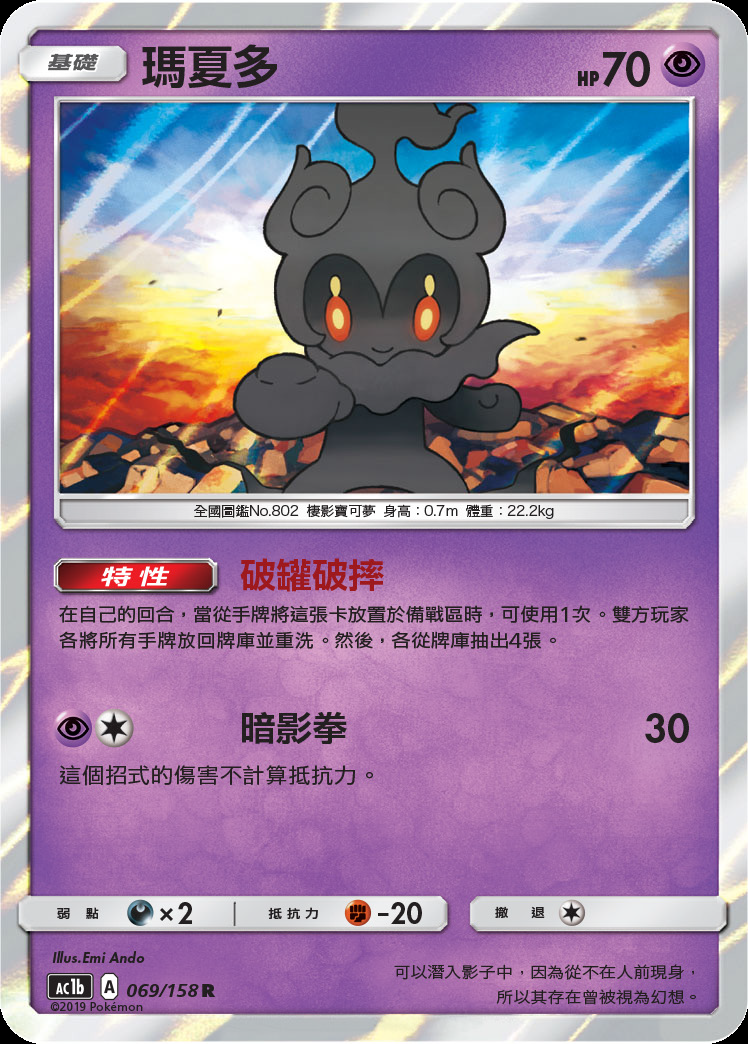 基礎
瑪夏多
HP70
全國圖鑑No.802 棲影寶可夢 身高：0.7m 體重：22.2kg
特性 破罐破摔
在自己的回合，當從手牌將這張卡放置於備戰區時，可使用1次。雙方玩家
各將所有手牌放回牌庫並重洗。然後，各從牌庫抽出4張。
暗影拳 30
這個招式的傷害不計算抵抗力。
弱點 ×2 抵抗力 -20 撤退
Illus.Emi Ando
可以潛入影子中，因為從不在人前現身，
AC1b A 069/158 R
所以其存在曾被視為幻想。
©2019 Pokémon